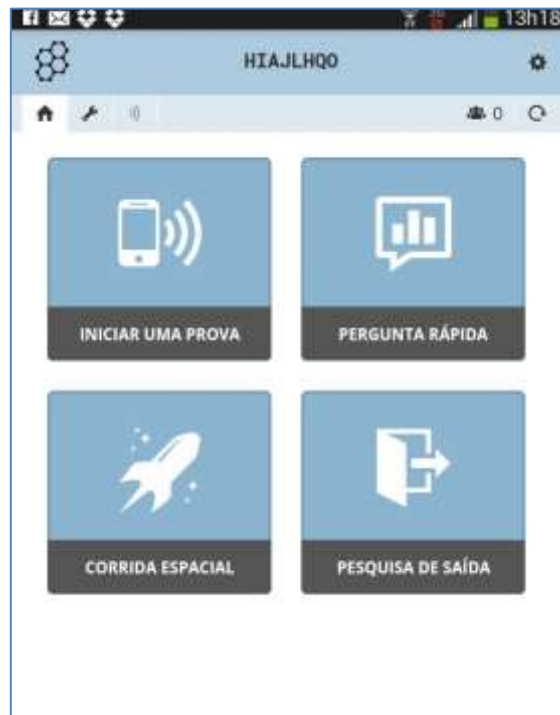 13h18
HIAJLHQO
0
INICIAR UMA PROVA
PERGUNTA RÁPIDA
CORRIDA ESPACIAL
PESQUISA DE SAÍDA